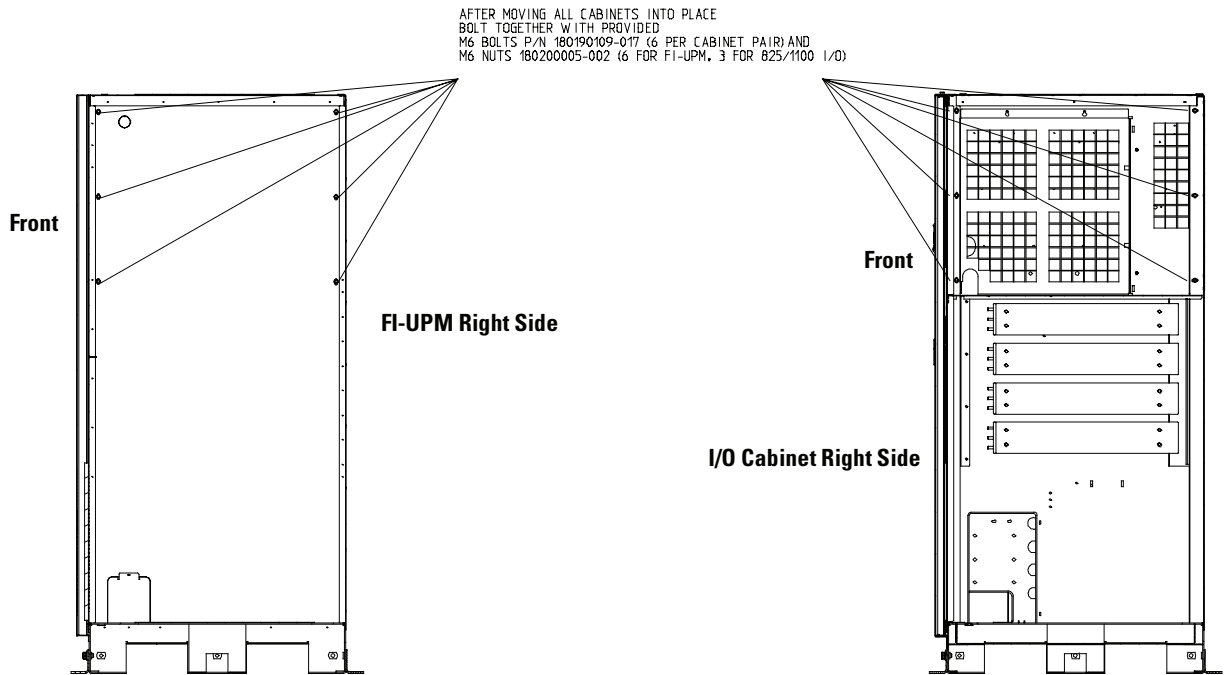 AFTER MOVING ALL CABINETS INTO PLACE
BOLT TOGETHER WITH PROVIDED
M6 BOLTS P/N 180190109-017 (6 PER CABINET PAIR) AND
M6 NUTS 180200005-002 (6 FOR FI-UPM, 3 FOR 825/1100 I/O)
Front
Front
FI-UPM Right Side
I/O Cabinet Right Side